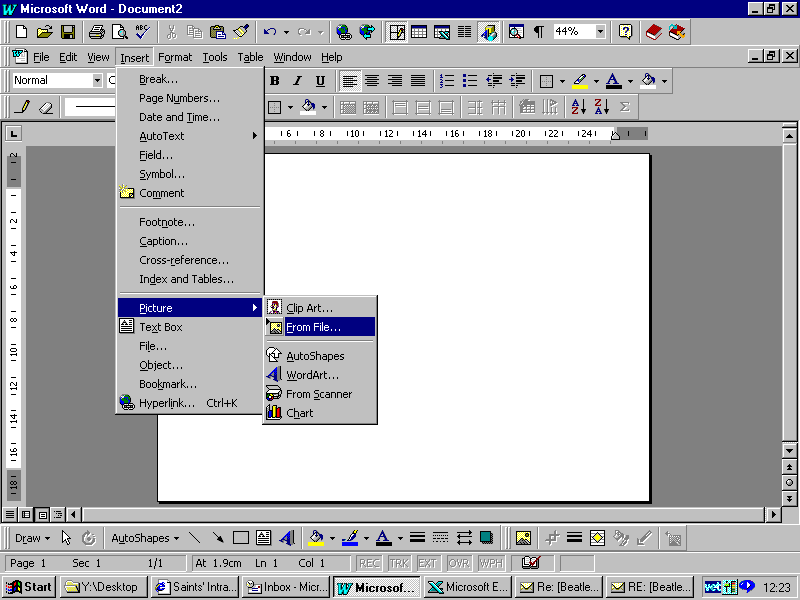 Microsoft Word - Document2
File Edit View Insert Format Tools Table Window Help
44%
Normal
B I U
Break...
Page Numbers...
Date and Time...
AutoText
Field...
Symbol...
Comment
Footnote...
Caption...
Cross-reference...
Index and Tables...
Picture
Text Box
File...
Object...
Bookmark...
Hyperlink... Ctrl+K
Clip Art...
From File...
AutoShapes
WordArt...
From Scanner
Chart
6 8 10 12 14 16 18 20 22 24
2
2
4
6
8
10
12
14
16
18
Draw AutoShapes
Page 1 Sec 1 1/1 At 1.9cm Ln 1 Col 1 REC TRK EXT OVR WPH
Start Y:\Desktop Saints' Intra... Inbox - Micr... Microsof... Microsoft E... Re: [Beatle... RE: [Beatle... 12:23